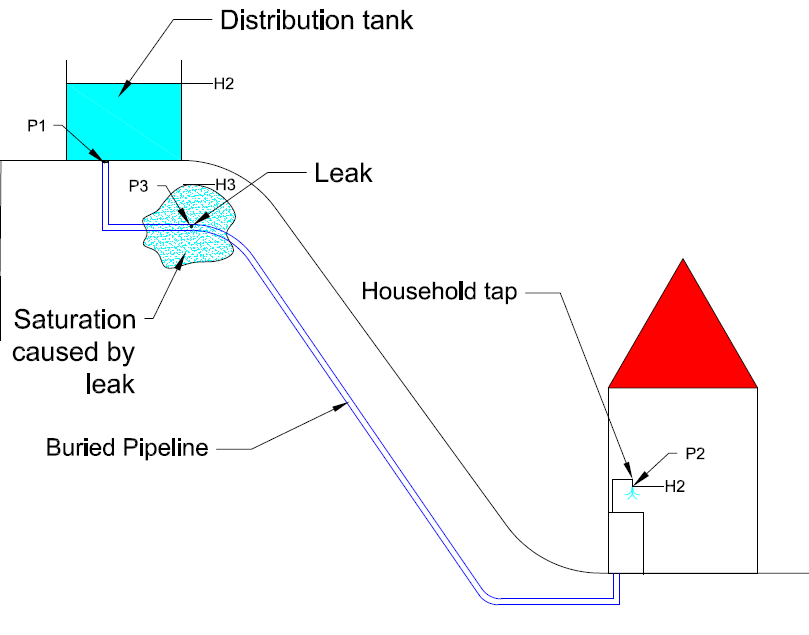 Distribution tank
H2
P1
P3
H3
Leak
Household tap
Saturation
caused by
leak
Buried Pipeline
P2
H2